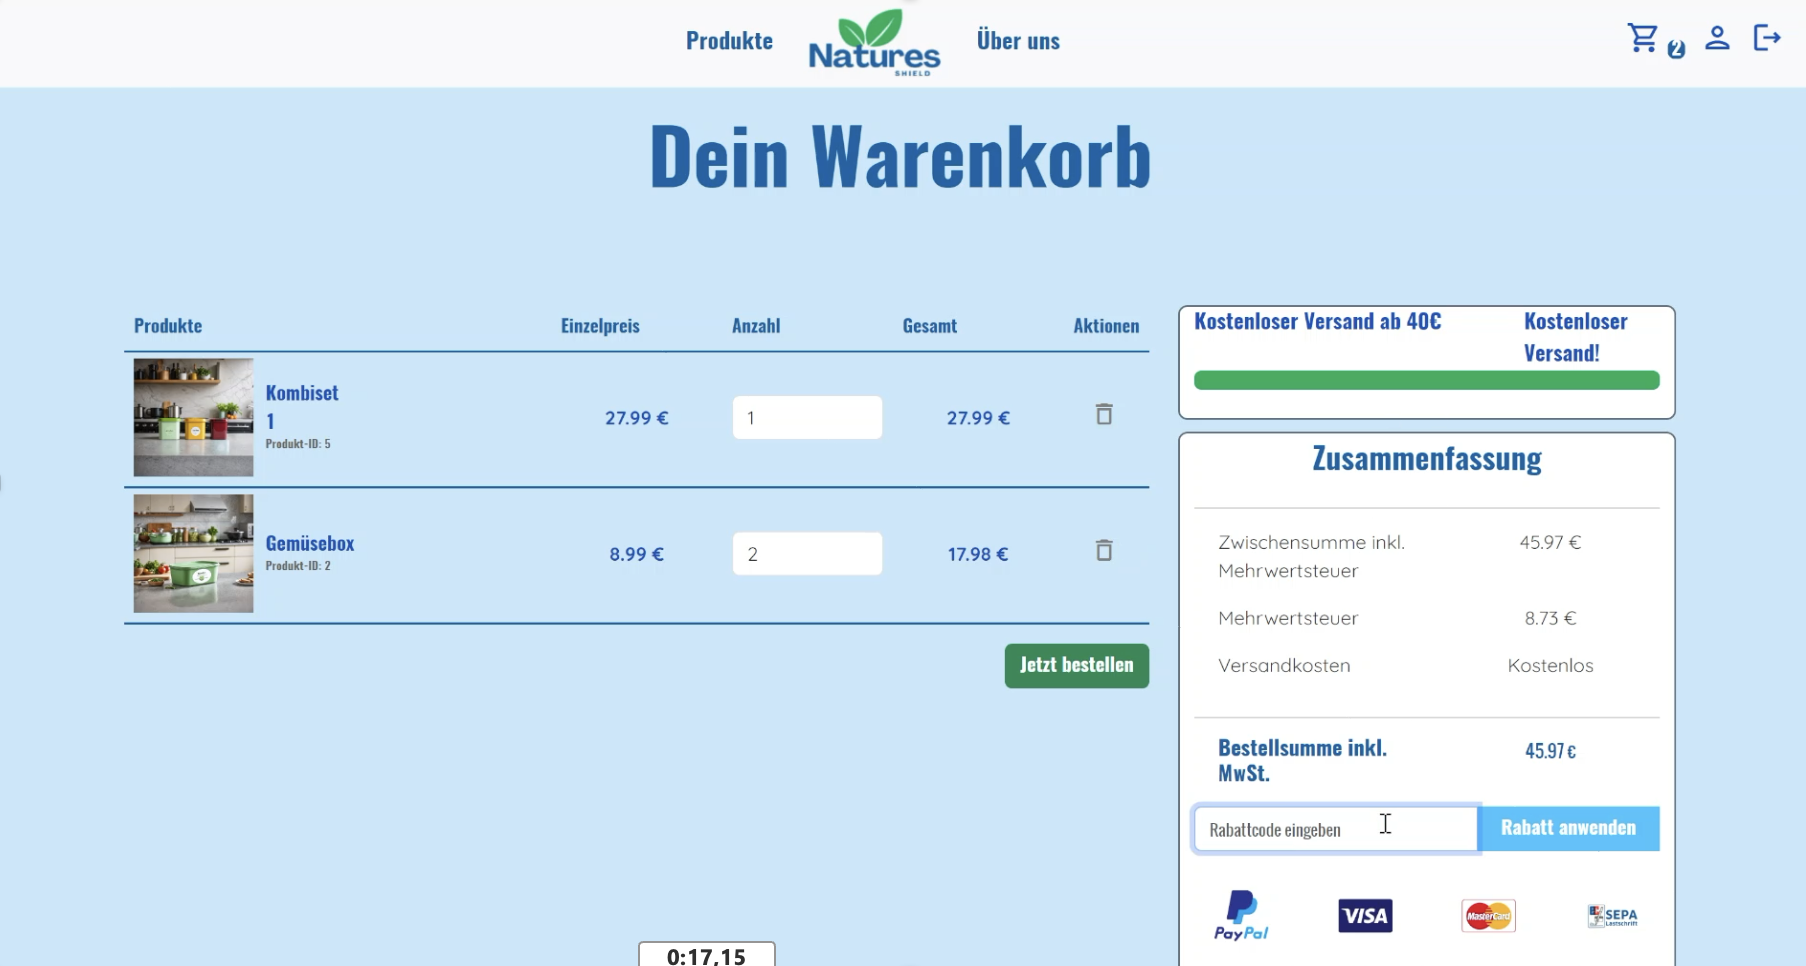 Produkte
Natures
SHIELD
Über uns
2
Dein Warenkorb
Produkte Einzelpreis Anzahl Gesamt Aktionen
Kombiset
1
Produkt-ID: 5
27.99 € 1 27.99 €
Gemüsebox
Produkt-ID: 2
8.99 € 2 17.98 €
Jetzt bestellen
Kostenloser Versand ab 40€
Kostenloser
Versand!
Zusammenfassung
Zwischensumme inkl.
Mehrwertsteuer
45.97 €
Mehrwertsteuer 8.73 €
Versandkosten Kostenlos
Bestellsumme inkl.
MwSt.
45.97 €
Rabattcode eingeben
Rabatt anwenden
PayPal
VISA
MasterCard
SEPA
Lastschrift
0:17,15